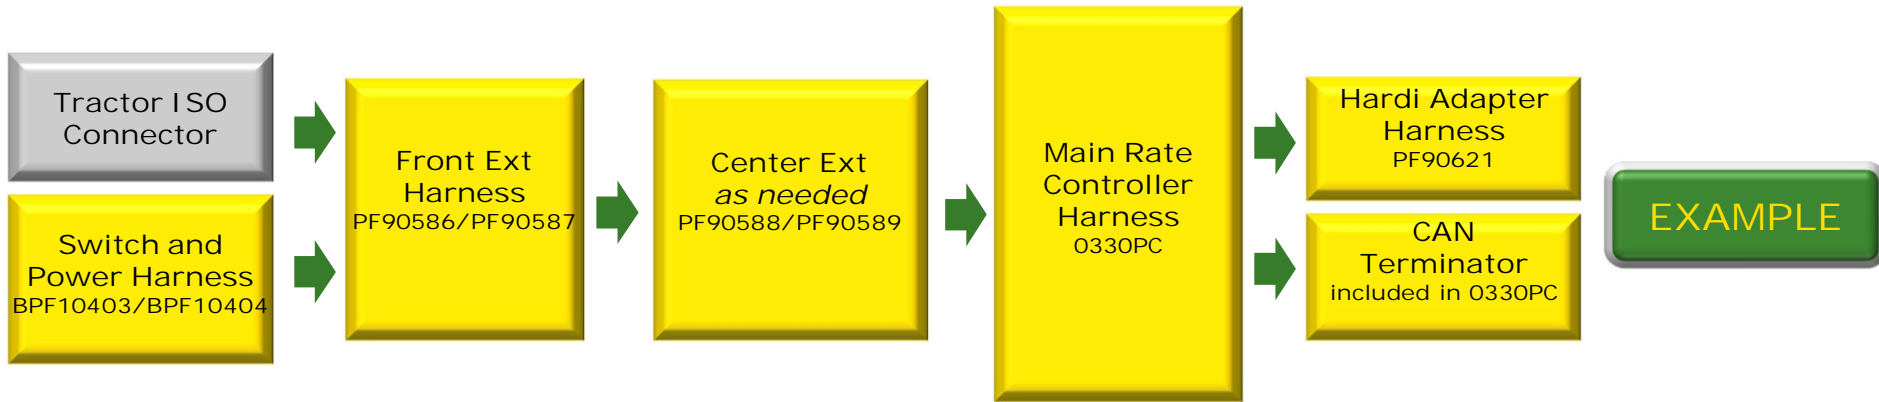 Tractor ISO
Connector
Switch and
Power Harness
BPF10403/BPF10404
Front Ext
Harness
PF90586/PF90587
Center Ext
as needed
PF90588/PF90589
Main Rate
Controller
Harness
0330PC
Hardi Adapter
Harness
PF90621
CAN
Terminator
included in 0330PC
EXAMPLE